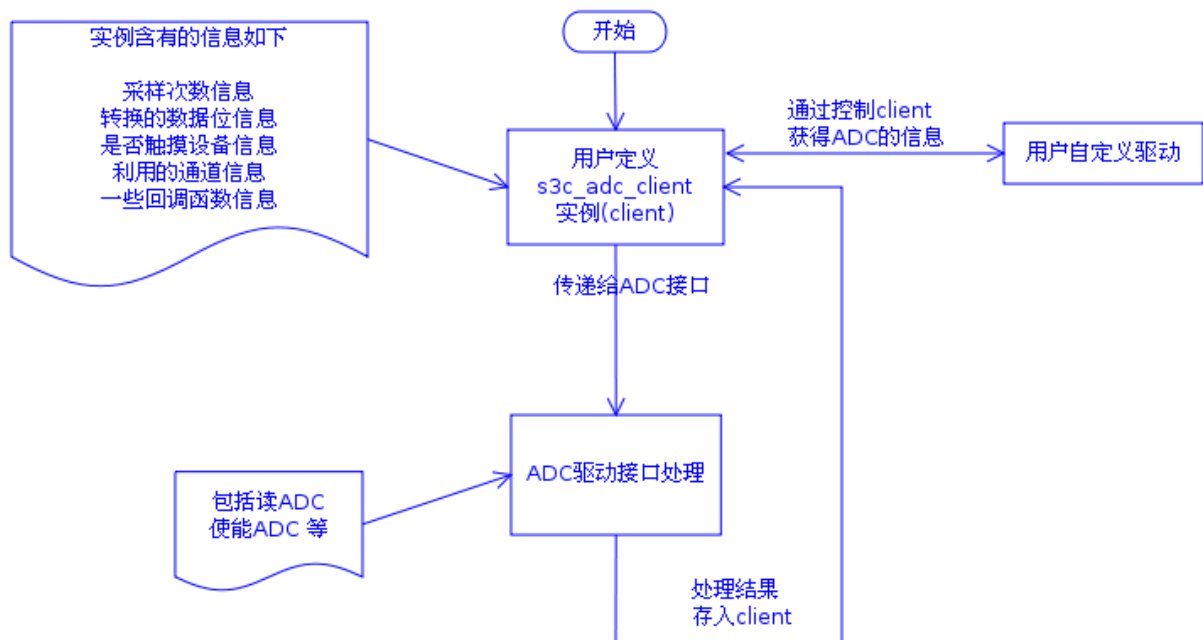 开始
实例含有的信息如下
采样次数信息
转换的数据位信息
是否触摸设备信息
利用的通道信息
一些回调函数信息
通过控制client
获得ADC的信息
用户自定义驱动
用户定义
s3c_adc_client
实例(client)
传递给ADC接口
ADC驱动接口处理
包括读ADC
使能ADC 等
处理结果
存入client